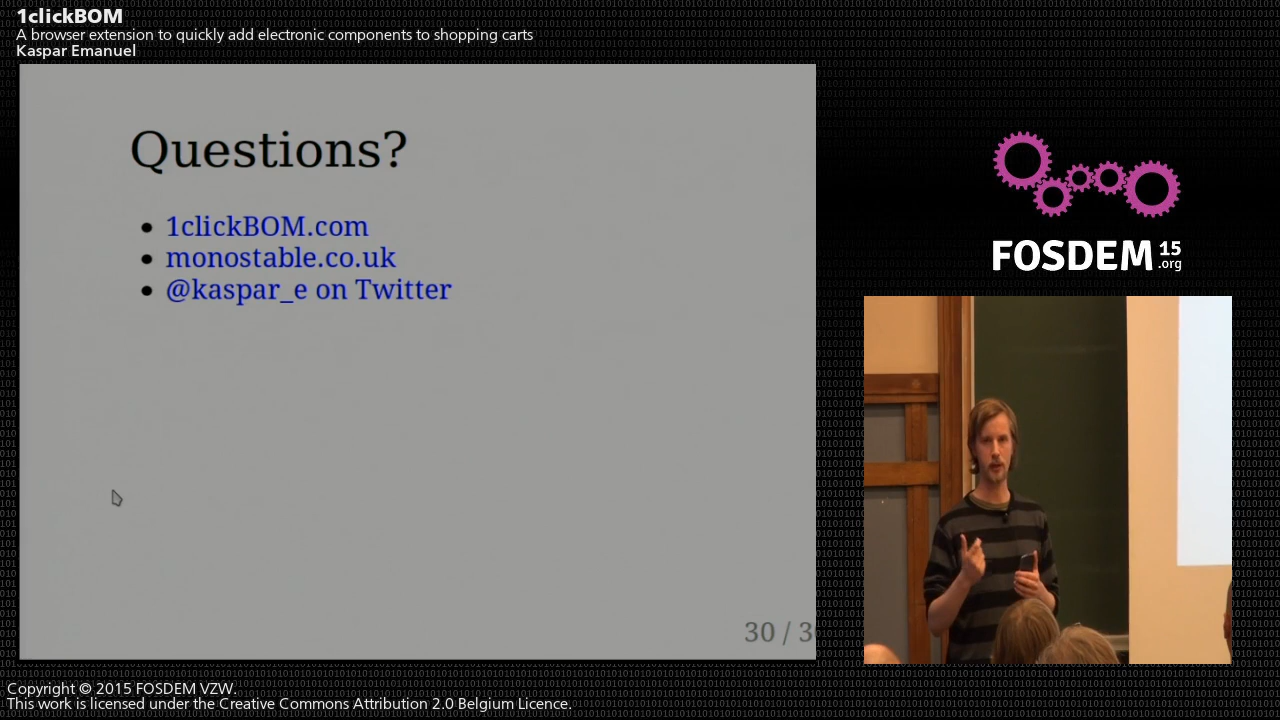 1clickBOM
A browser extension to quickly add electronic components to shopping carts
Kaspar Emanuel
Questions?
1clickBOM.com
monostable.co.uk
@kaspar_e on Twitter
30 / 3
FOSDEM 15
.org
Copyright © 2015 FOSDEM VZW.
This work is licensed under the Creative Commons Attribution 2.0 Belgium Licence.